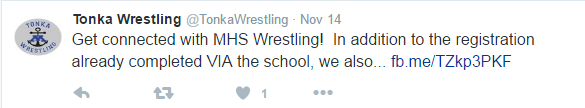 TONKA
WRESTLING
Tonka Wrestling @TonkaWrestling · Nov 14
Get connected with MHS Wrestling!  In addition to the registration
already completed VIA the school, we also... fb.me/TZkp3PKF
1